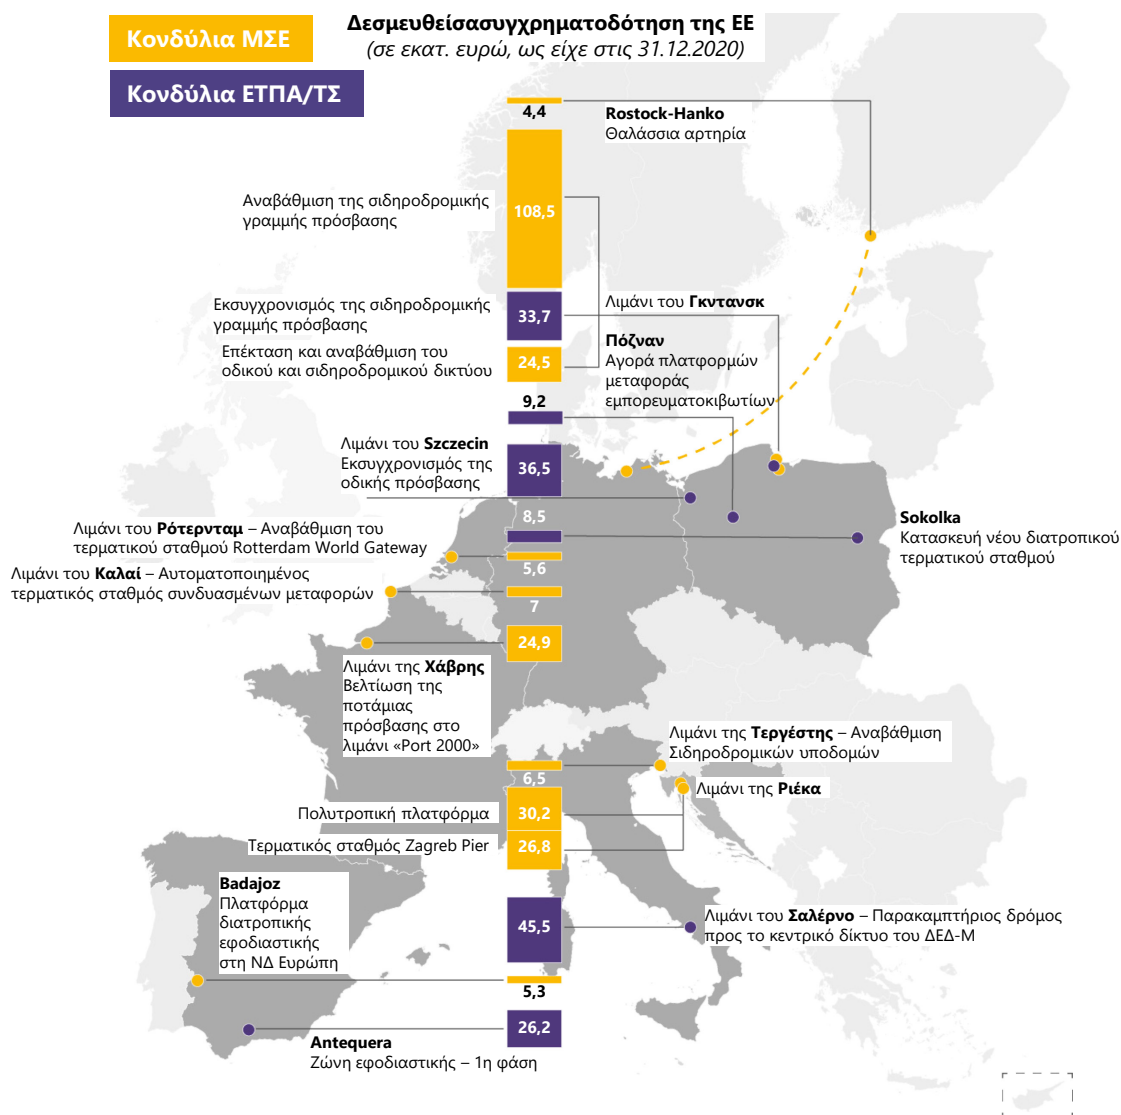 Κονδύλια ΜΣΕ
Κονδύλια ΕΤΠΑ/ΤΣ
Δεσμευθείσασυγχρηματοδότηση της ΕΕ
(σε εκατ. ευρώ, ως είχε στις 31.12.2020)
4,4
Rostock-Hanko
Θαλάσσια αρτηρία
Αναβάθμιση της σιδηροδρομικής
γραμμής πρόσβασης
108,5
Εκσυγχρονισμός της σιδηροδρομικής
γραμμής πρόσβασης
33,7
Λιμάνι του Γκντανσκ
Επέκταση και αναβάθμιση του
οδικού και σιδηροδρομικού δικτύου
24,5
Πόζναν
Αγορά πλατφορμών
μεταφοράς
εμπορευματοκιβωτίων
9,2
Λιμάνι του Szczecin
Εκσυγχρονισμός της
οδικής πρόσβασης
36,5
8,5
Sokolka
Κατασκευή νέου διατροπικού
τερματικού σταθμού
Λιμάνι του Ρότερνταμ – Αναβάθμιση του
τερματικού σταθμού Rotterdam World Gateway
5,6
Λιμάνι του Καλαί – Αυτοματοποιημένος
τερματικός σταθμός συνδυασμένων μεταφορών
7
24,9
Λιμάνι της Χάβρης
Βελτίωση της
ποτάμιας
πρόσβασης στο
λιμάνι «Port 2000»
Λιμάνι της Τεργέστης – Αναβάθμιση
Σιδηροδρομικών υποδομών
6,5
Λιμάνι της Ριέκα
Πολυτροπική πλατφόρμα
30,2
Τερματικός σταθμός Zagreb Pier
26,8
Badajoz
Πλατφόρμα
διατροπικής
εφοδιαστικής
στη ΝΔ Ευρώπη
45,5
Λιμάνι του Σαλέρνο – Παρακαμπτήριος δρόμος
προς το κεντρικό δίκτυο του ΔΕΔ-Μ
5,3
26,2
Antequera
Ζώνη εφοδιαστικής – 1η φάση